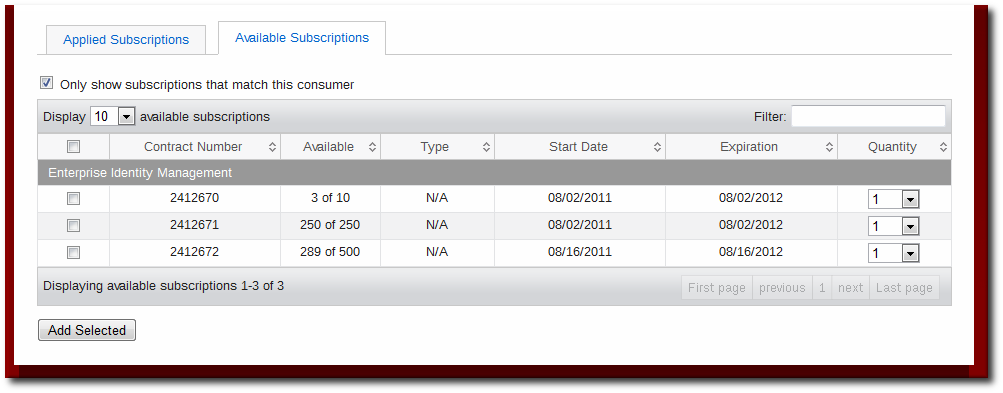 Applied Subscriptions Available Subscriptions
Only show subscriptions that match this consumer
Display 10 available subscriptions Filter:
Contract Number Available Type Start Date Expiration Quantity
Enterprise Identity Management
2412670 3 of 10 N/A 08/02/2011 08/02/2012 1
2412671 250 of 250 N/A 08/02/2011 08/02/2012 1
2412672 289 of 500 N/A 08/16/2011 08/16/2012 1
Displaying available subscriptions 1-3 of 3 First page previous 1 next Last page
Add Selected